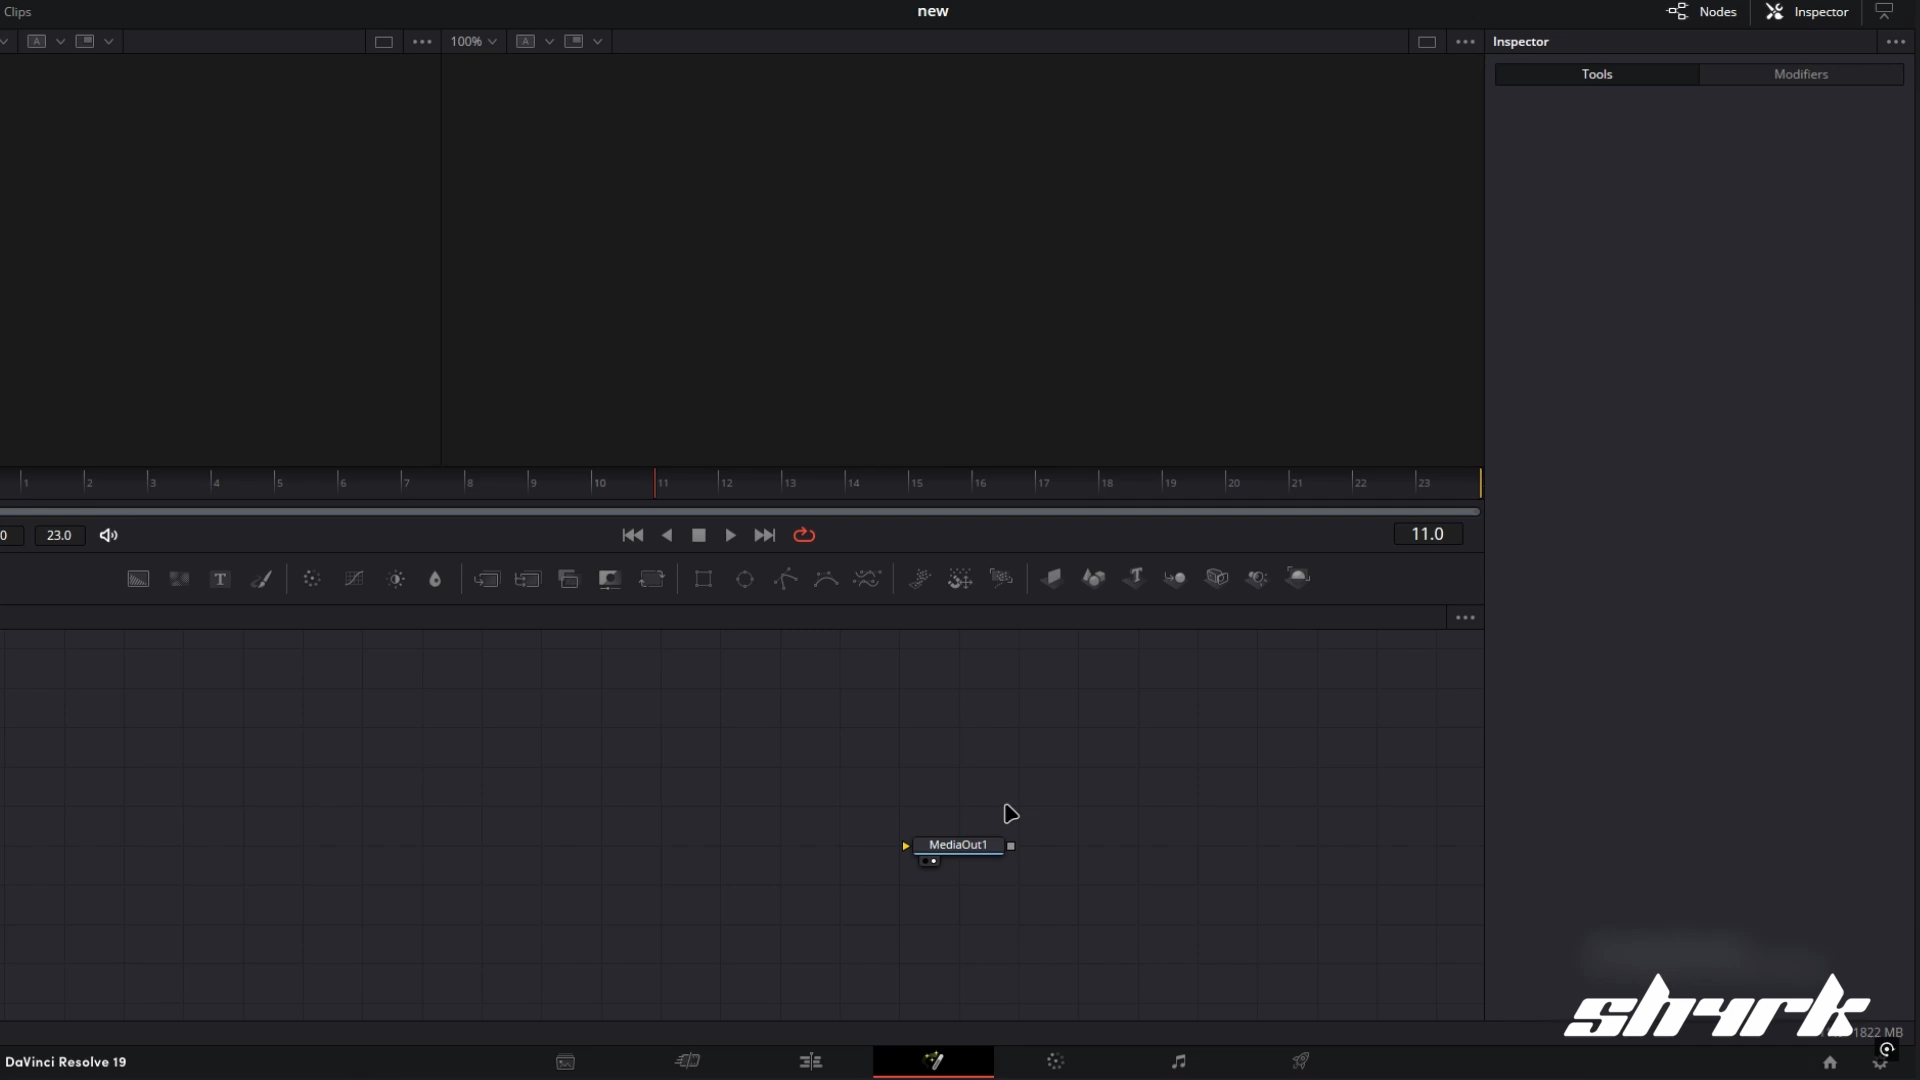 Clips
new
Nodes
Inspector
A
100%
A
Inspector
Tools
Modifiers
1 2 3 4 5 6 7 8 9 10 11 12 13 14 15 16 17 18 19 20 21 22 23
0
23.0
11.0
T
T
MediaOut1
sh4rk
1822 MB
DaVinci Resolve 19